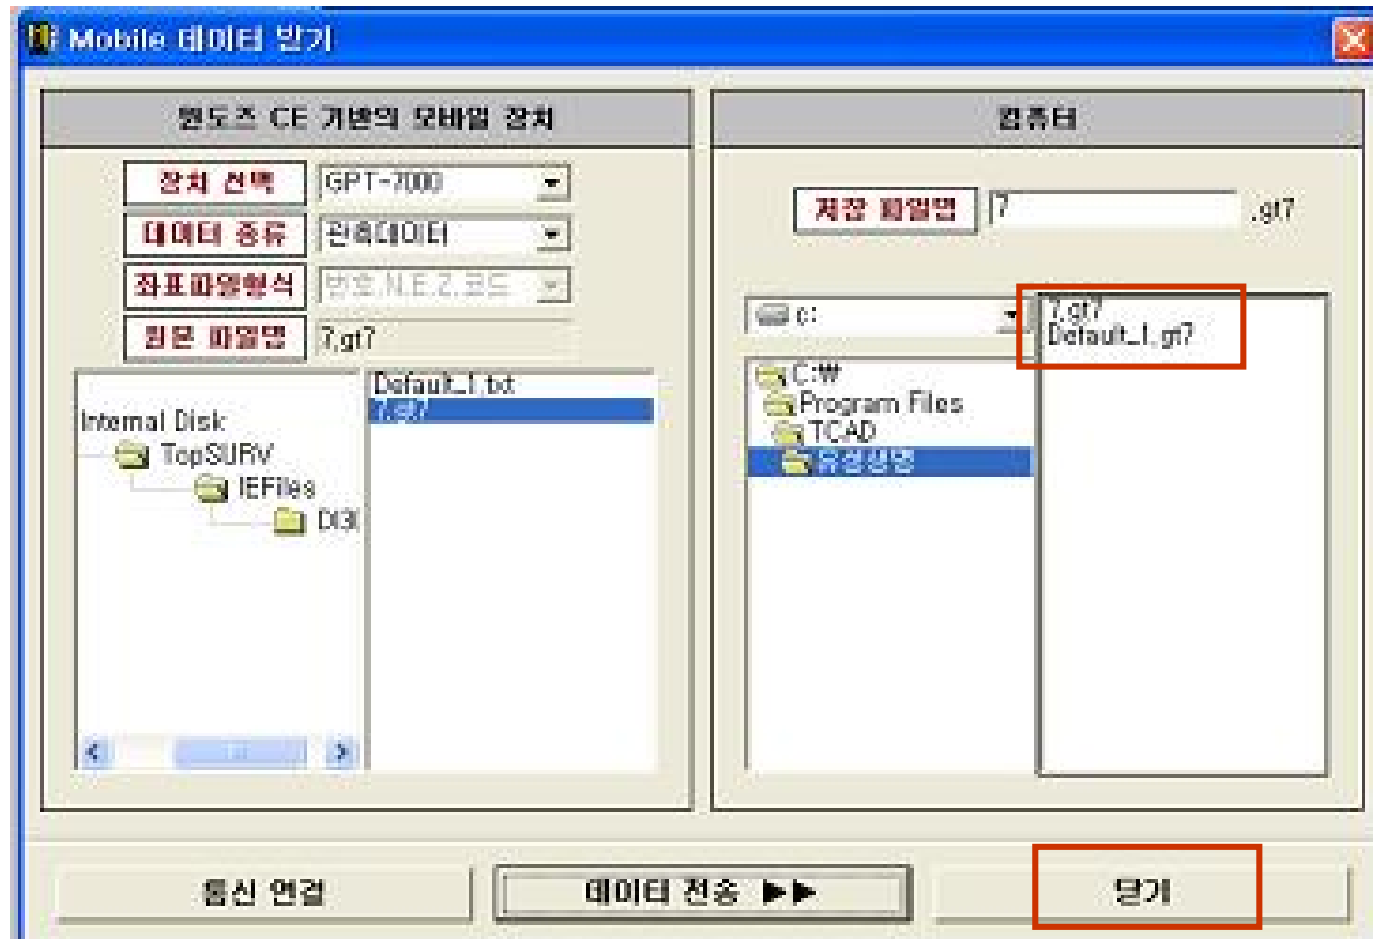 Mobile 데이터 받기
윈도즈 CE 기반의 모바일 장치
장치 선택 GPT-7000
데이터 종류 관측데이터
좌표파일형식 번호,N,E,Z,코드
원본 파일명 7.gt7
Internal Disk
TopSURV
IEFiles
Default_1.txt
7.gt7
컴퓨터
저장 파일명 7 .gt7
c:
C:₩
Program Files
TCAD
7.gt7
Default_1.gt7
통신 연결
데이터 전송 ▶▶
닫기